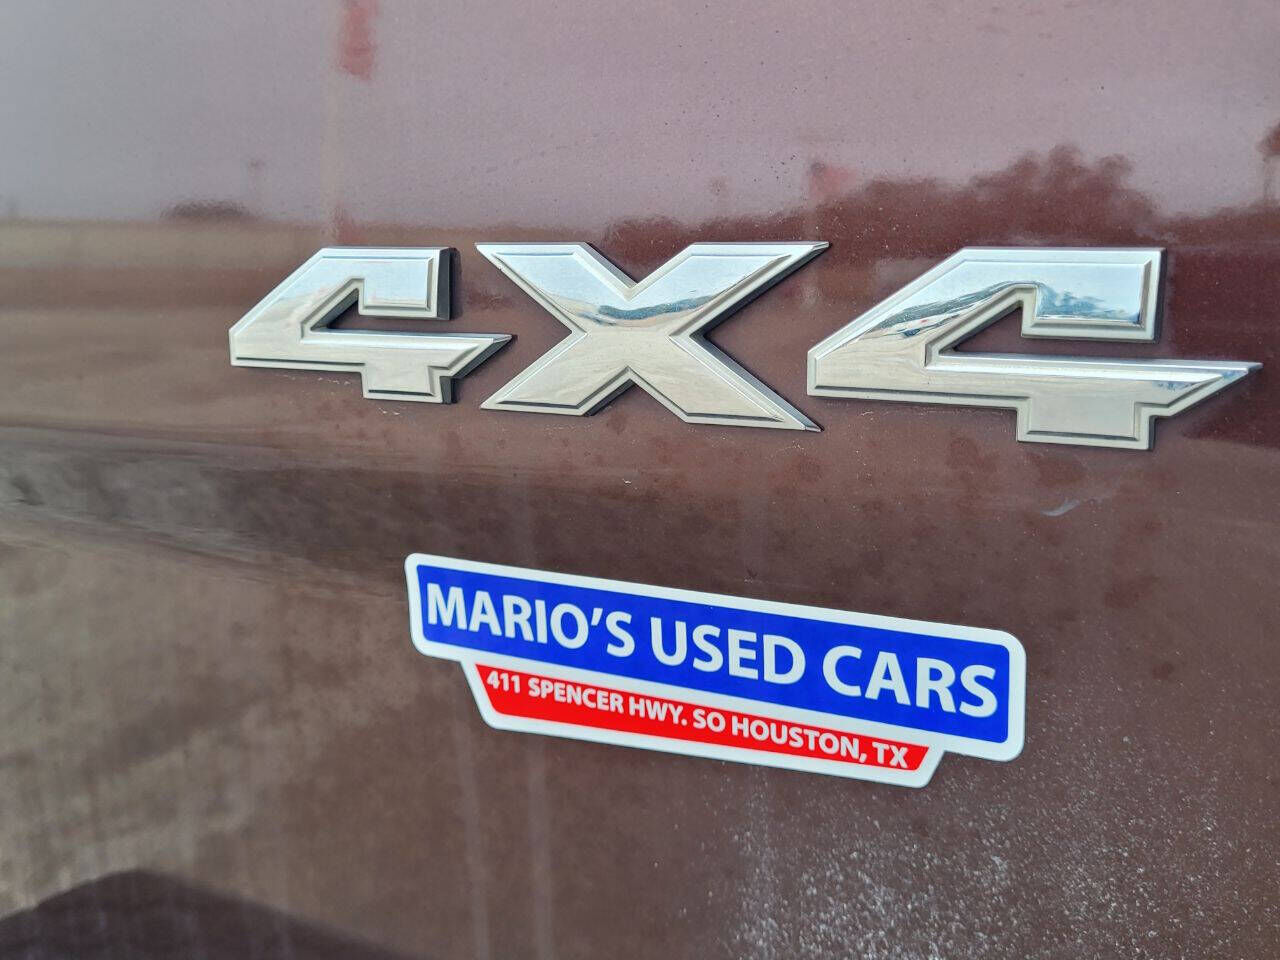 4X4
MARIO'S USED CARS
411 SPENCER HWY. SO HOUSTON, TX